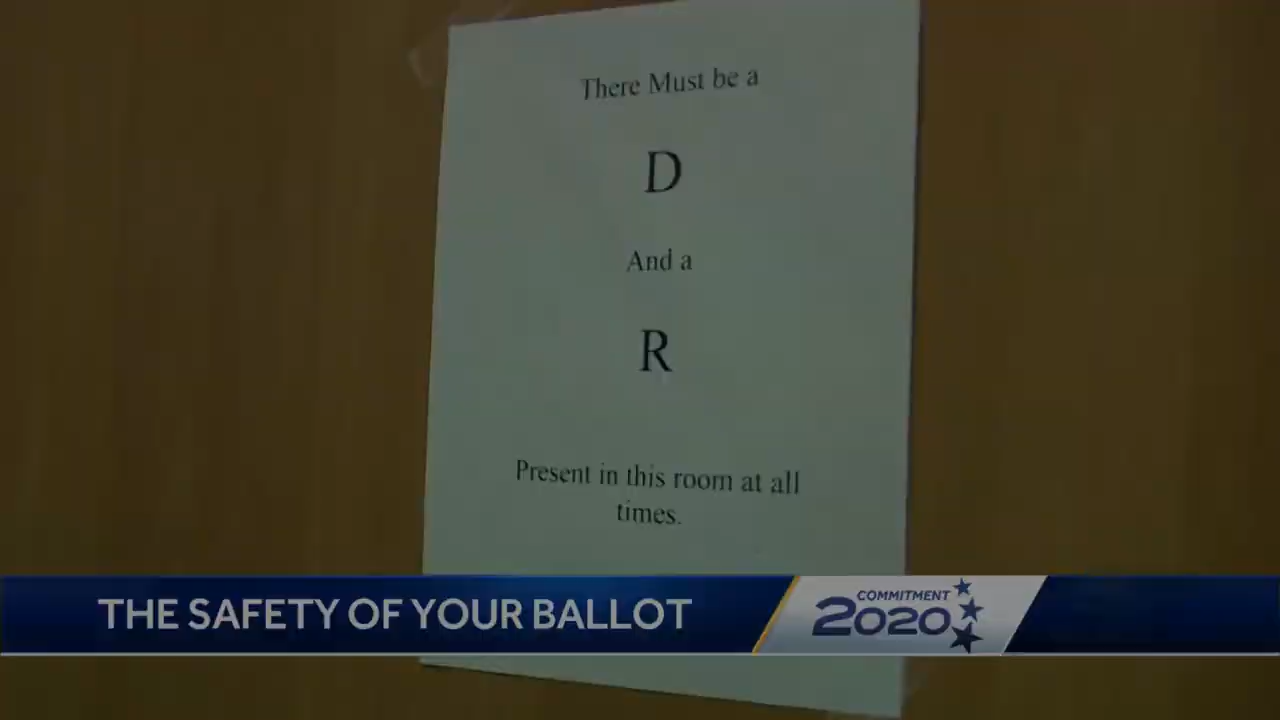 There Must be a
D
And a
R
Present in this room at all
times.
THE SAFETY OF YOUR BALLOT
COMMITMENT
2020